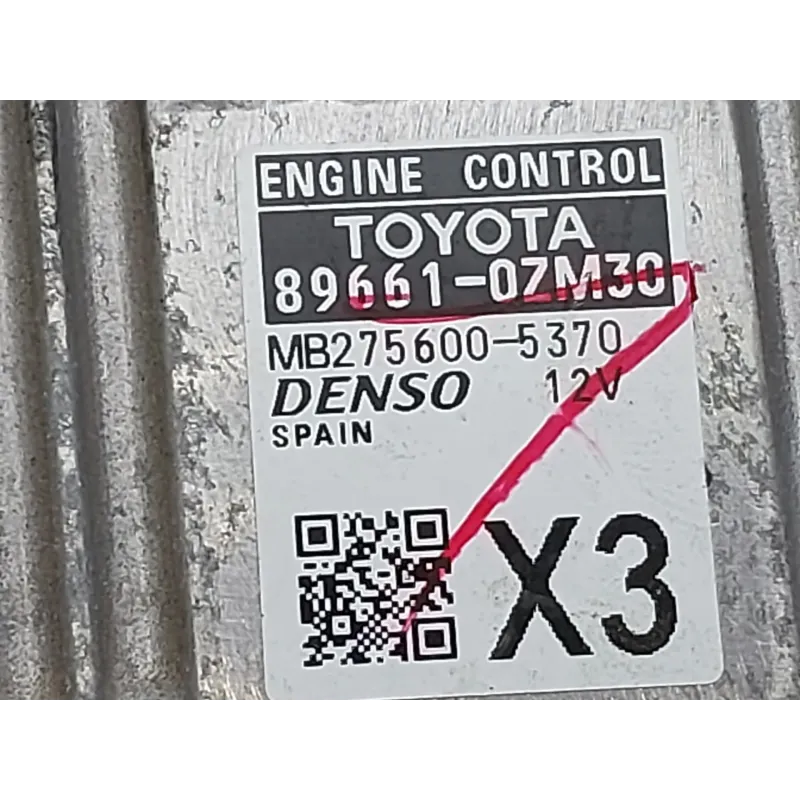 ENGINE CONTROL
TOYOTA
89661-0ZM30
MB275600-5370
DENSO 12V
SPAIN
X3